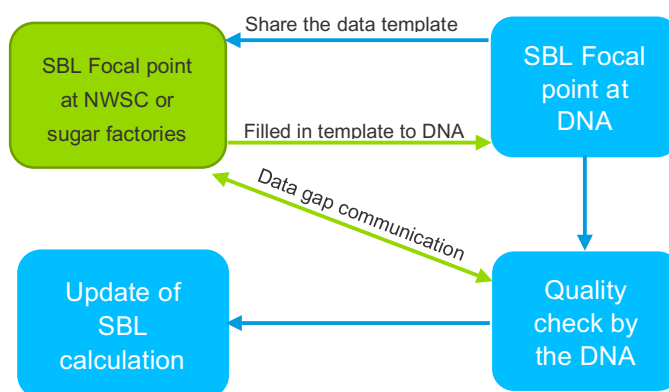 Share the data template
SBL Focal point
at NWSC or
sugar factories
SBL Focal
point at
DNA
Filled in template to DNA
Data gap communication
Update of
SBL
calculation
Quality
check by
the DNA